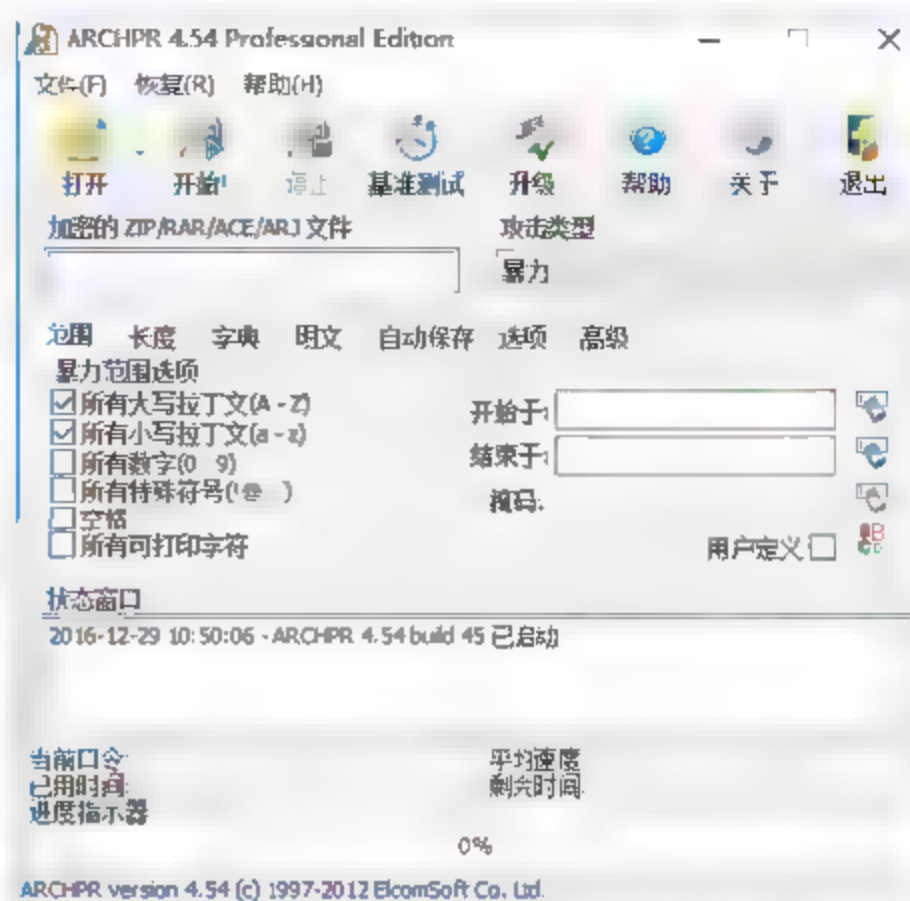 ARCHPR 4.54 Professional Edition
文件(F) 恢复(R) 帮助(H)
打开 开始! 停止 基准测试 升级 帮助 关于 退出
加密的 ZIP/RAR/ACE/ARJ 文件 攻击类型
暴力
范围 长度 字典 明文 自动保存 选项 高级
暴力范围选项
所有大写拉丁文(A - Z) 开始于:
所有小写拉丁文(a - z)
所有数字(0 9) 结束于:
所有特殊符号(!@ ) 掩码:
空格
所有可打印字符 用户定义
状态窗口
2016-12-29 10:50:06 - ARCHPR 4.54 build 45 已启动
当前口令: 平均速度
已用时间: 剩余时间:
进度指示器
0%
ARCHPR version 4.54 (c) 1997-2012 ElcomSoft Co. Ltd.